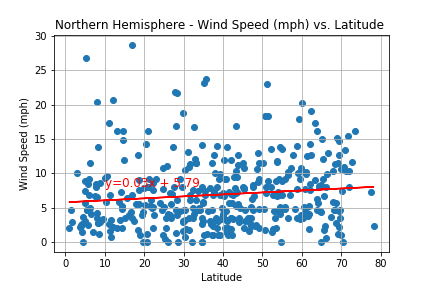 Northern Hemisphere - Wind Speed (mph) vs. Latitude
30
25
20
15
10
5
0
Wind Speed (mph)
y=0.03x + 5.79
0 10 20 30 40 50 60 70 80
Latitude